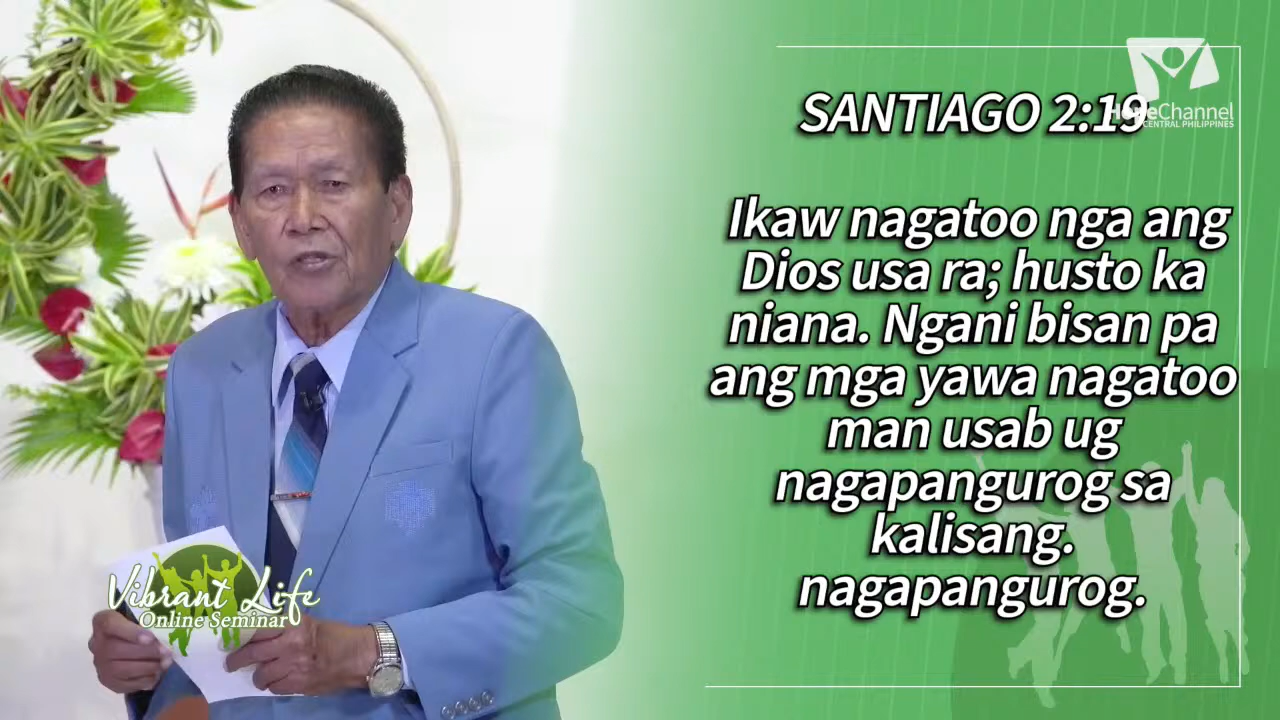 SANTIAGO 2:19
HopeChannel
CENTRAL PHILIPPINES
Ikaw nagatoo nga ang
Dios usa ra; husto ka
niana. Ngani bisan pa
ang mga yawa nagatoo
man usab ug
nagapangurog sa
kalisang.
nagapangurog.
Vibrant Life
Online Seminar